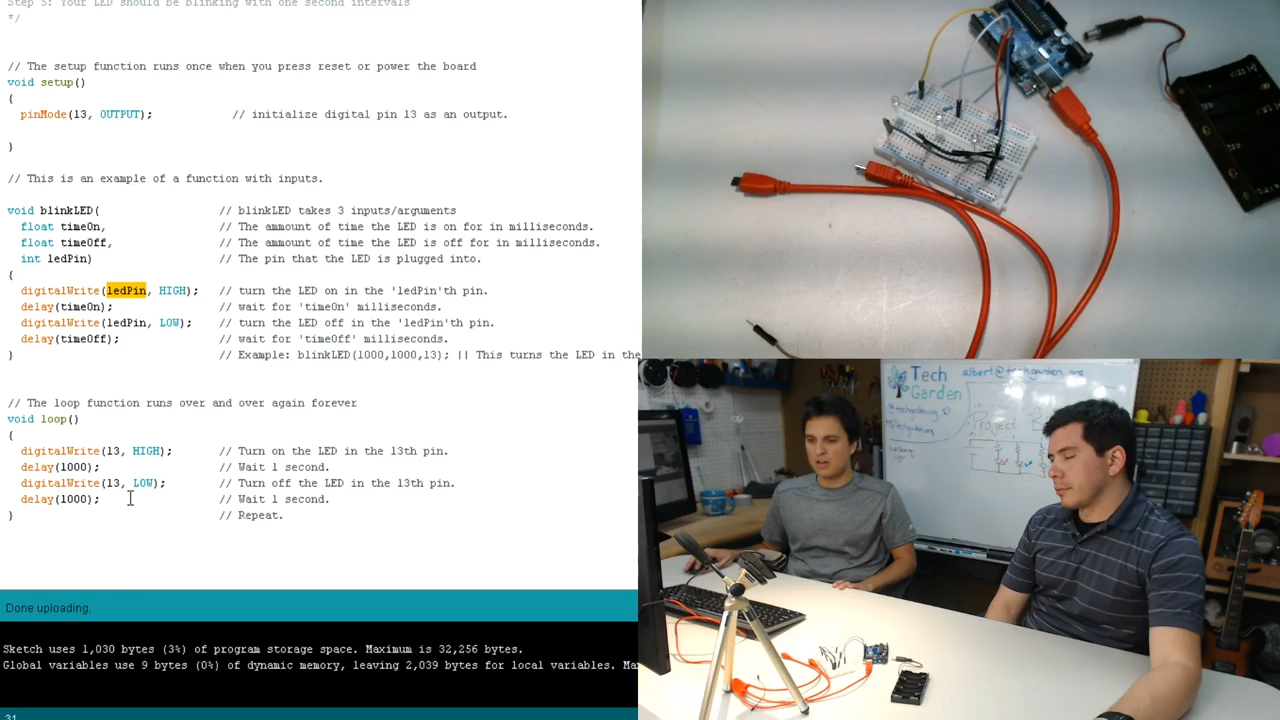 Step 5: Your LED should be blinking with one second intervals
*/
// The setup function runs once when you press reset or power the board
void setup()
{
pinMode(13, OUTPUT); // initialize digital pin 13 as an output.
}
// This is an example of a function with inputs.
void blinkLED( // blinkLED takes 3 inputs/arguments
float timeOn, // The ammount of time the LED is on for in milliseconds.
float timeOff, // The ammount of time the LED is off for in milliseconds.
int ledPin) // The pin that the LED is plugged into.
{
digitalWrite(ledPin, HIGH); // turn the LED on in the 'ledPin'th pin.
delay(timeOn); // wait for 'timeOn' milliseconds.
digitalWrite(ledPin, LOW); // turn the LED off in the 'ledPin'th pin.
delay(timeOff); // wait for 'timeOff' milliseconds.
} // Example: blinkLED(1000,1000,13); || This turns the LED in the
// The loop function runs over and over again forever
void loop()
{
digitalWrite(13, HIGH); // Turn on the LED in the 13th pin.
delay(1000); // Wait 1 second.
digitalWrite(13, LOW); // Turn off the LED in the 13th pin.
delay(1000); // Wait 1 second.
} // Repeat.
Done uploading.
Sketch uses 1,030 bytes (3%) of program storage space. Maximum is 32,256 bytes.
Global variables use 9 bytes (0%) of dynamic memory, leaving 2,039 bytes for local variables. Ma
31
Tech
Garden
albert@techgarden.org
Project